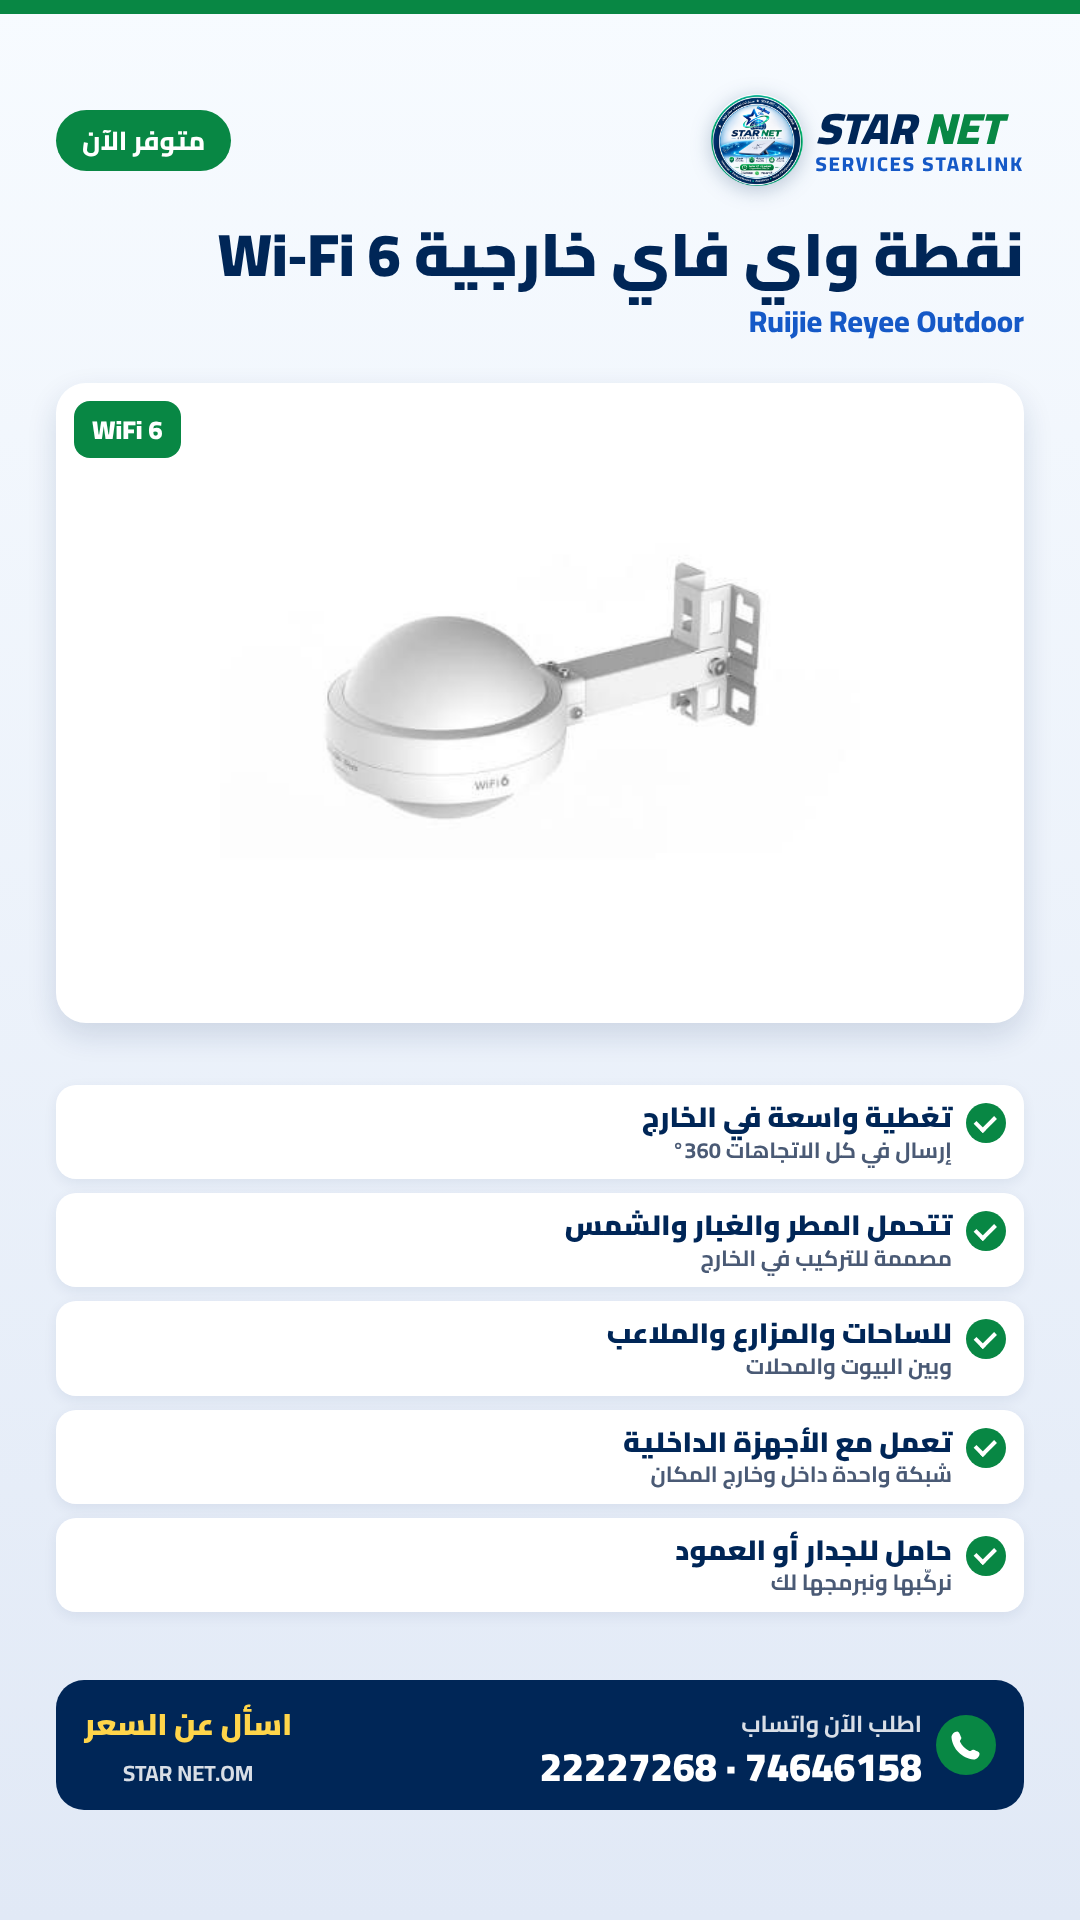 STAR NET
SERVICES STARLINK
متوفر الآن
STAR NET
نقطة واي فاي خارجية Wi-Fi 6
Ruijie Reyee Outdoor
WiFi 6
WiFi6
تغطية واسعة في الخارج
إرسال في كل الاتجاهات 360°
تتحمل المطر والغبار والشمس
مصممة للتركيب في الخارج
للساحات والمزارع والملاعب
وبين البيوت والمحلات
تعمل مع الأجهزة الداخلية
شبكة واحدة داخل وخارج المكان
حامل للجدار أو العمود
نركّبها ونبرمجها لك
اطلب الآن واتساب
22227268 · 74646158
اسأل عن السعر
STAR NET.OM